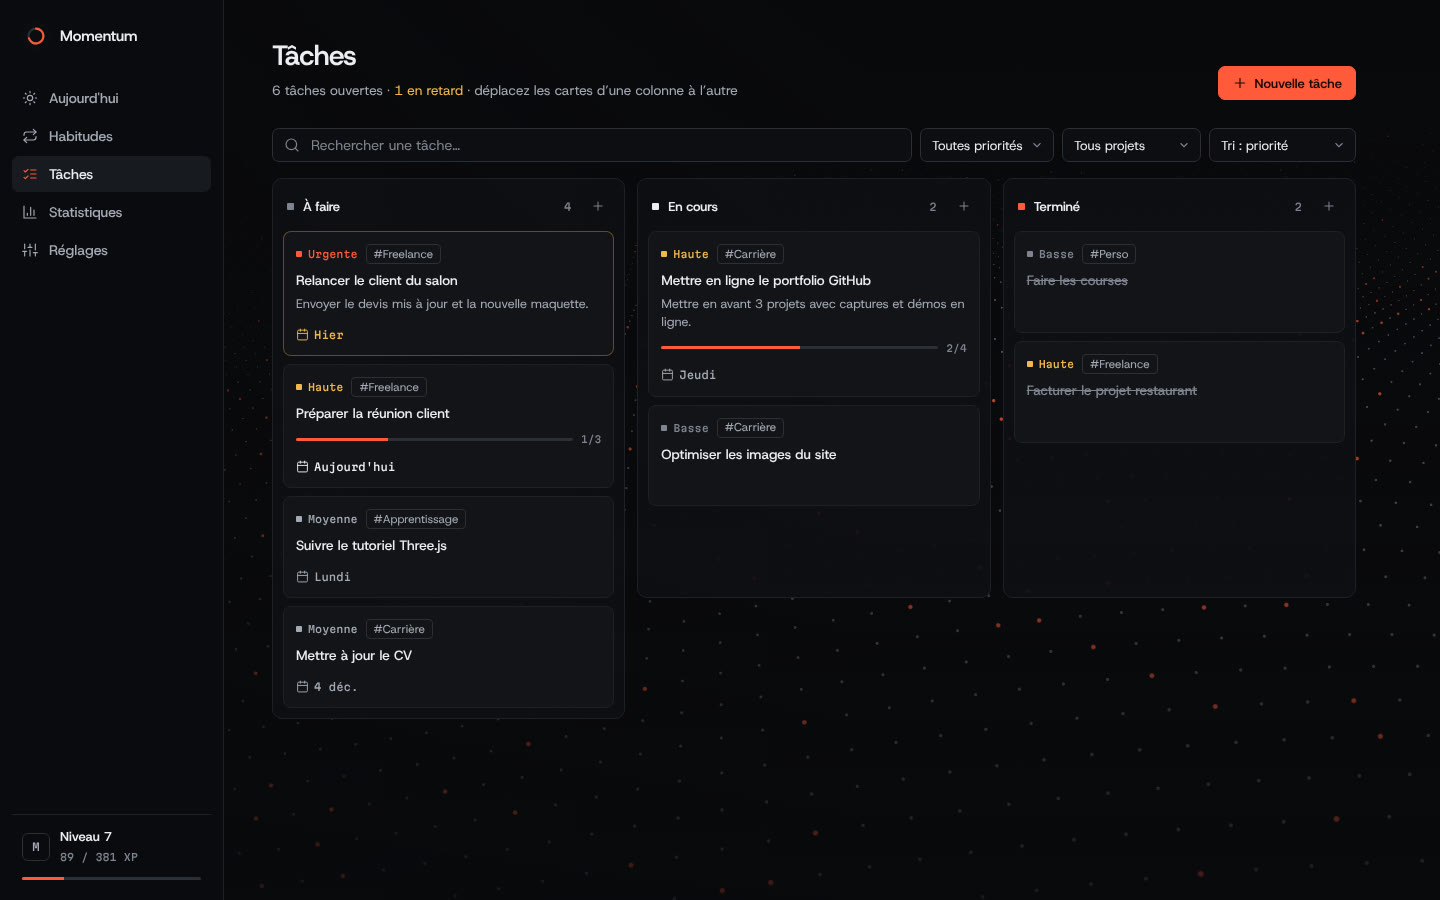 Momentum
Aujourd'hui
Habitudes
Tâches
Statistiques
Réglages
Niveau 7
M
89 / 381 XP
Tâches
6 tâches ouvertes · 1 en retard · déplacez les cartes d’une colonne à l’autre
Nouvelle tâche
Rechercher une tâche…
Toutes priorités
Tous projets
Tri : priorité
À faire
4
Urgente
#Freelance
Relancer le client du salon
Envoyer le devis mis à jour et la nouvelle maquette.
Hier
Haute
#Freelance
Préparer la réunion client
1/3
Aujourd'hui
Moyenne
#Apprentissage
Suivre le tutoriel Three.js
Lundi
Moyenne
#Carrière
Mettre à jour le CV
4 déc.
En cours
2
Haute
#Carrière
Mettre en ligne le portfolio GitHub
Mettre en avant 3 projets avec captures et démos en
ligne.
2/4
Jeudi
Basse
#Carrière
Optimiser les images du site
Terminé
2
Basse
#Perso
Faire les courses
Haute
#Freelance
Facturer le projet restaurant